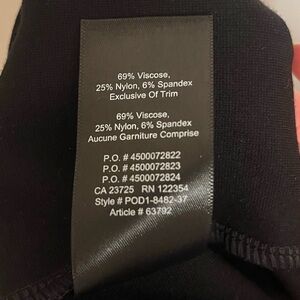 69% Viscose,
25% Nylon, 6% Spandex
Exclusive Of Trim
69% Viscose,
25% Nylon, 6% Spandex
Aucune Garniture Comprise
P.O. # 4500072822
P.O. # 4500072823
P.O. # 4500072824
CA 23725 RN 122354
Style # POD1-8482-37
Article # 63792